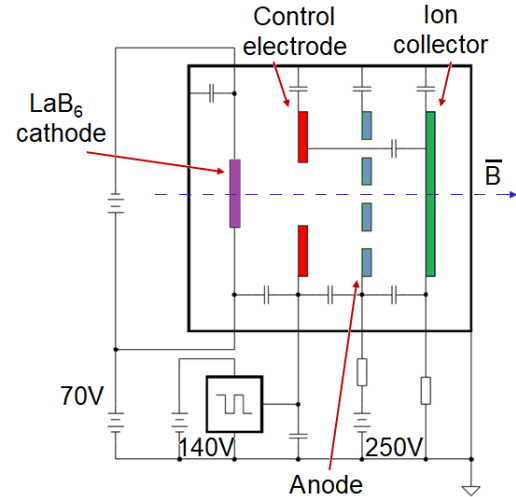 Control
electrode
Ion
collector
LaB₆
cathode
B
70V
140V
250V
Anode